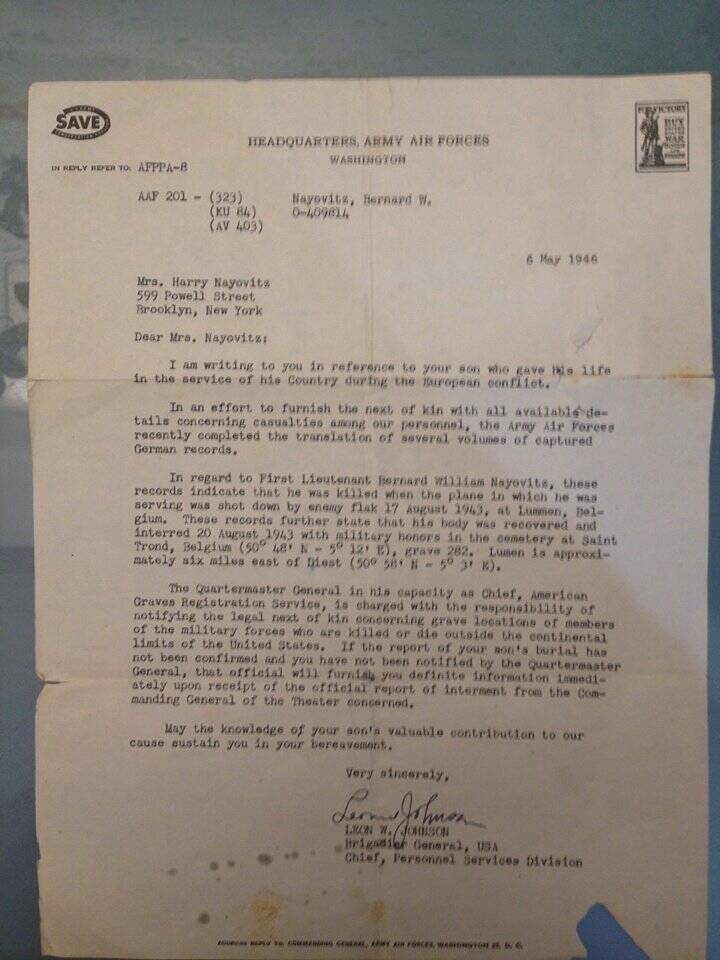 SAVE
FOR VICTORY
BUY
WAR
HEADQUARTERS, ARMY AIR FORCES
WASHINGTON
IN REPLY REFER TO: AFPPA-8
AAF 201 - (323) Nayovitz, Bernard W.
(KU 84) O-409814
(AV 403)
6 May 1946
Mrs. Harry Nayovitz
599 Powell Street
Brooklyn, New York
Dear Mrs. Nayovitz:
I am writing to you in reference to your son who gave his life
in the service of his Country during the European conflict.
In an effort to furnish the next of kin with all available de-
tails concerning casualties among our personnel, the Army Air Forces
recently completed the translation of several volumes of captured
German records.
In regard to First Lieutenant Bernard William Nayovitz, these
records indicate that he was killed when the plane in which he was
serving was shot down by enemy flak 17 August 1943, at Lummen, Bel-
gium. These records further state that his body was recovered and
interred 20 August 1943 with military honors in the cemetery at Saint
Trond, Belgium (50° 48' N - 5° 12' E), grave 282. Lumen is approxi-
mately six miles east of Diest (50° 58' N - 5° 3' E).
The Quartermaster General in his capacity as Chief, American
Graves Registration Service, is charged with the responsibility of
notifying the legal next of kin concerning grave locations of members
of the military forces who are killed or die outside the continental
limits of the United States. If the report of your son's burial has
not been confirmed and you have not been notified by the Quartermaster
General, that official will furnish you definite information immedi-
ately upon receipt of the official report of interment from the Com-
manding General of the Theater concerned.
May the knowledge of your son's valuable contribution to our
cause sustain you in your bereavement.
Very sincerely,
Leon W. Johnson
LEON W. JOHNSON
Brigadier General, USA
Chief, Personnel Services Division
ADDRESS REPLY TO: COMMANDING GENERAL, ARMY AIR FORCES, WASHINGTON 25, D. C.